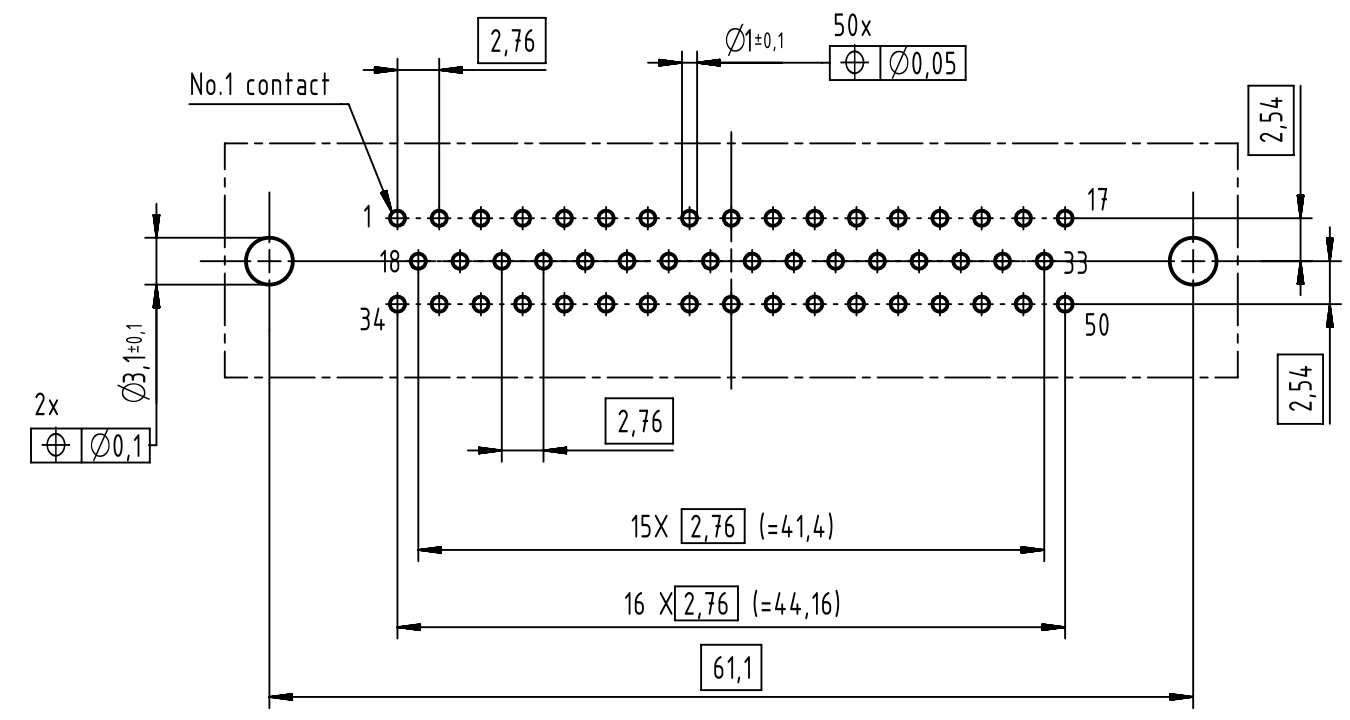 50x
2,76
Ø1±0,1
⌖ Ø0,05
No.1 contact
2,54
1
17
18
33
34
50
Ø3,1±0,1
2,54
2x
⌖ Ø0,1
2,76
15X 2,76 (=41,4)
16 X 2,76 (=44,16)
61,1